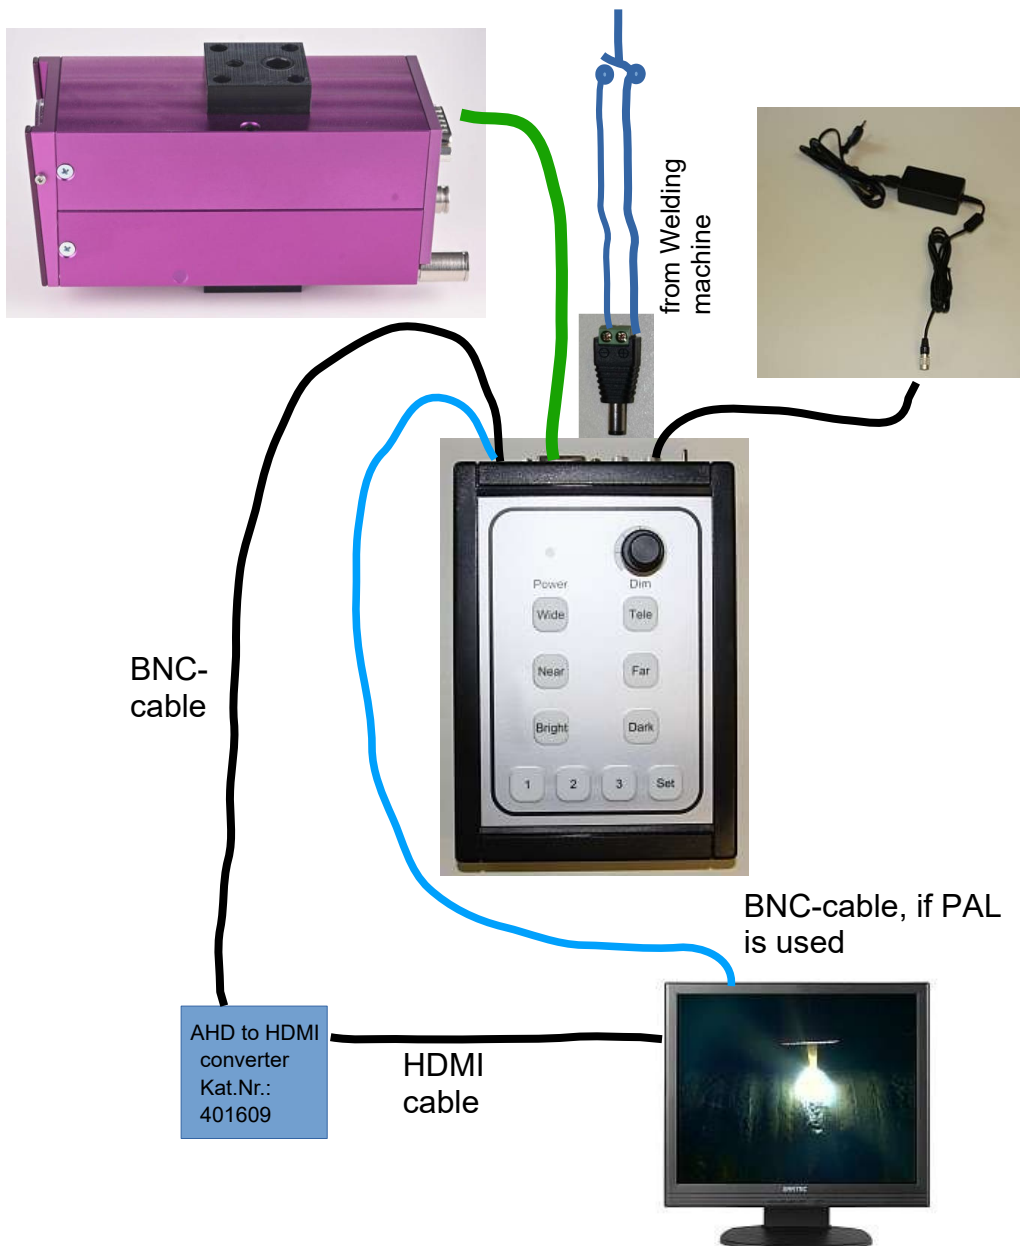 from Welding
machine
Power
Dim
Wide
Tele
Near
Far
Bright
Dark
1
2
3
Set
BNC-
cable
BNC-cable, if PAL
is used
AHD to HDMI
converter
Kat.Nr.:
401609
HDMI
cable